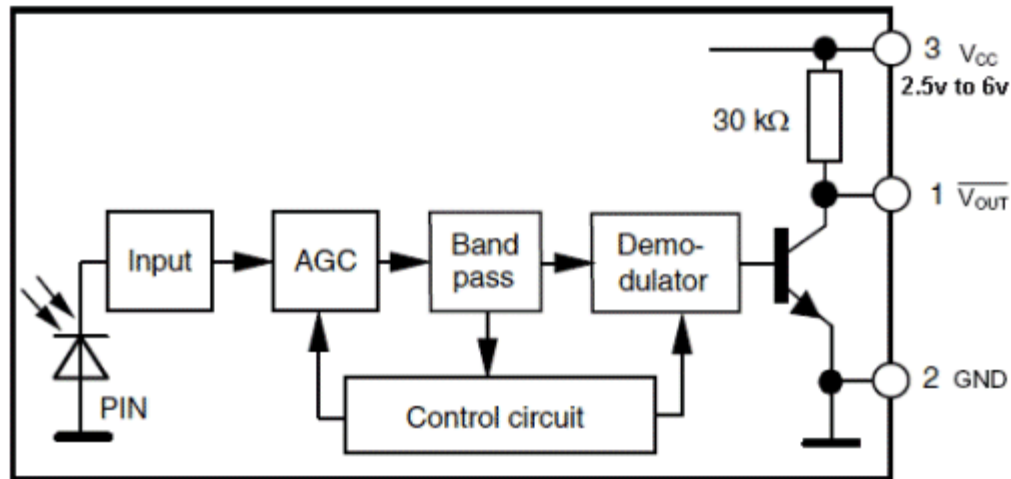 3 VCC
2.5v to 6v
30 kΩ
1 VOUT
Input
AGC
Band
pass
Demo-
dulator
2 GND
PIN
Control circuit